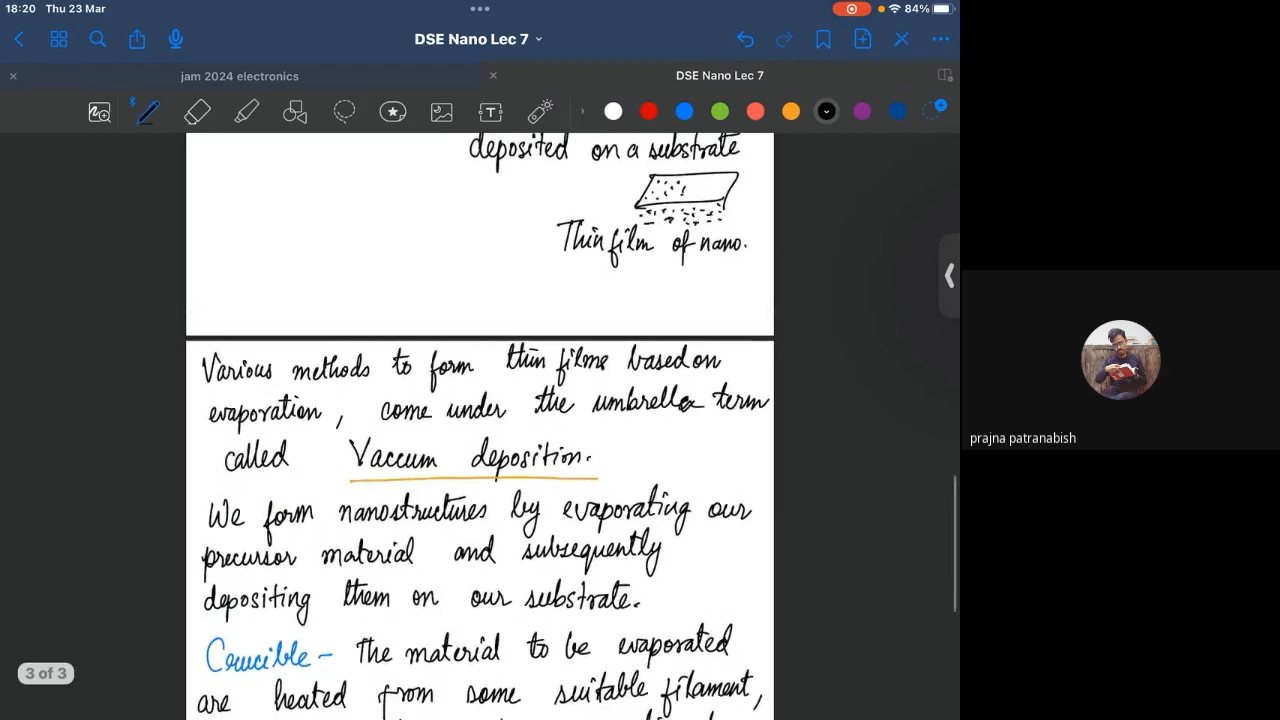 18:20 Thu 23 Mar
84%
DSE Nano Lec 7
jam 2024 electronics
DSE Nano Lec 7
deposited on a substrate
Thin film of nano.
Various methods to form thin films based on
evaporation, come under the umbrella term
called Vaccum deposition.
We form nanostructures by evaporating our
precursor material and subsequently
depositing them on our substrate.
Crucible - The material to be evaporated
are heated from some suitable filament,
3 of 3
prajna patranabish